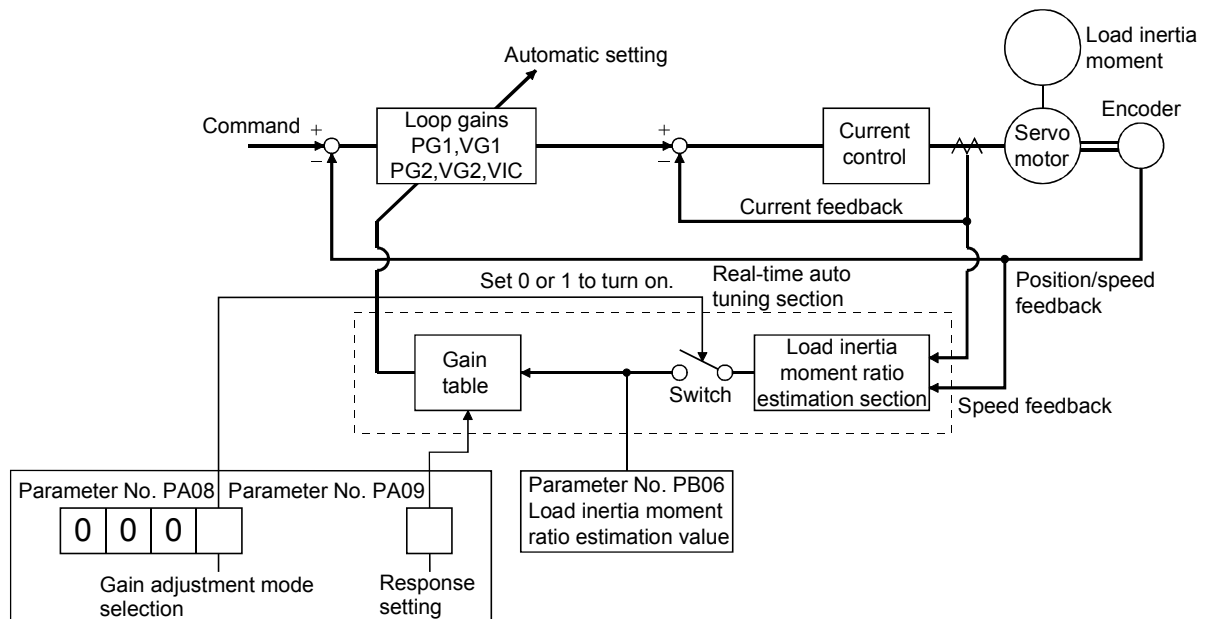 Automatic setting
Load inertia
moment
Command
+
−
Loop gains
PG1,VG1
PG2,VG2,VIC
+
−
Current
control
Servo
motor
Encoder
Current feedback
Set 0 or 1 to turn on.
Real-time auto
tuning section
Position/speed
feedback
Gain
table
Switch
Load inertia
moment ratio
estimation section
Speed feedback
Parameter No. PA08
Parameter No. PA09
0 0 0
Gain adjustment mode
selection
Response
setting
Parameter No. PB06
Load inertia moment
ratio estimation value